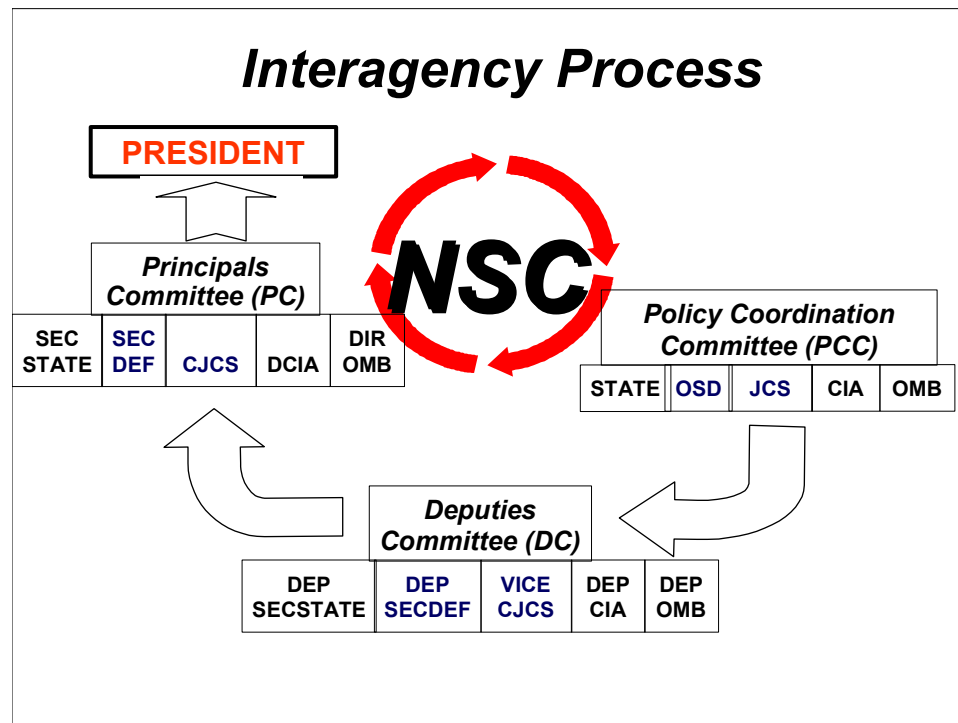 Interagency Process
PRESIDENT
NSC
Principals
Committee (PC)
SEC
STATE
SEC
DEF
CJCS
DCIA
DIR
OMB
Policy Coordination
Committee (PCC)
STATE
OSD
JCS
CIA
OMB
Deputies
Committee (DC)
DEP
SECSTATE
DEP
SECDEF
VICE
CJCS
DEP
CIA
DEP
OMB